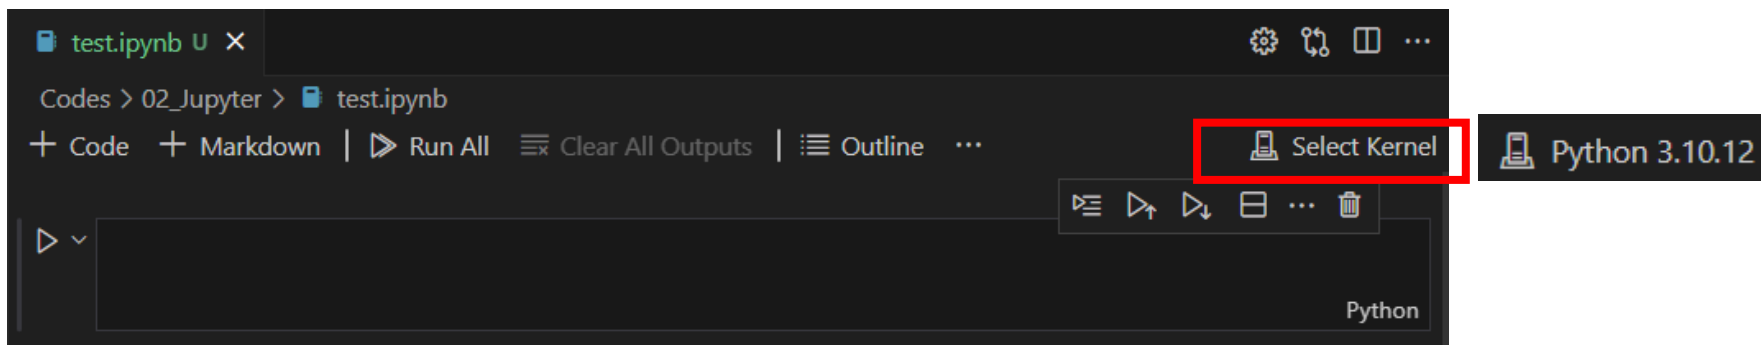 test.ipynb U
Codes > 02_Jupyter > test.ipynb
+ Code + Markdown | Run All Clear All Outputs | Outline ··· Select Kernel
Python 3.10.12
Python